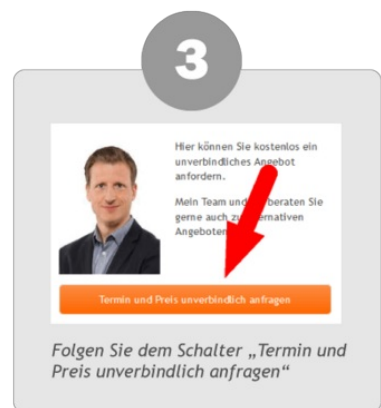 3
Hier können Sie kostenlos ein
unverbindliches Angebot
anfordern.
Mein Team und beraten Sie
gerne auch zu
Angeboten
Termin und Preis unverbindlich anfragen
Folgen Sie dem Schalter „Termin und
Preis unverbindlich anfragen“